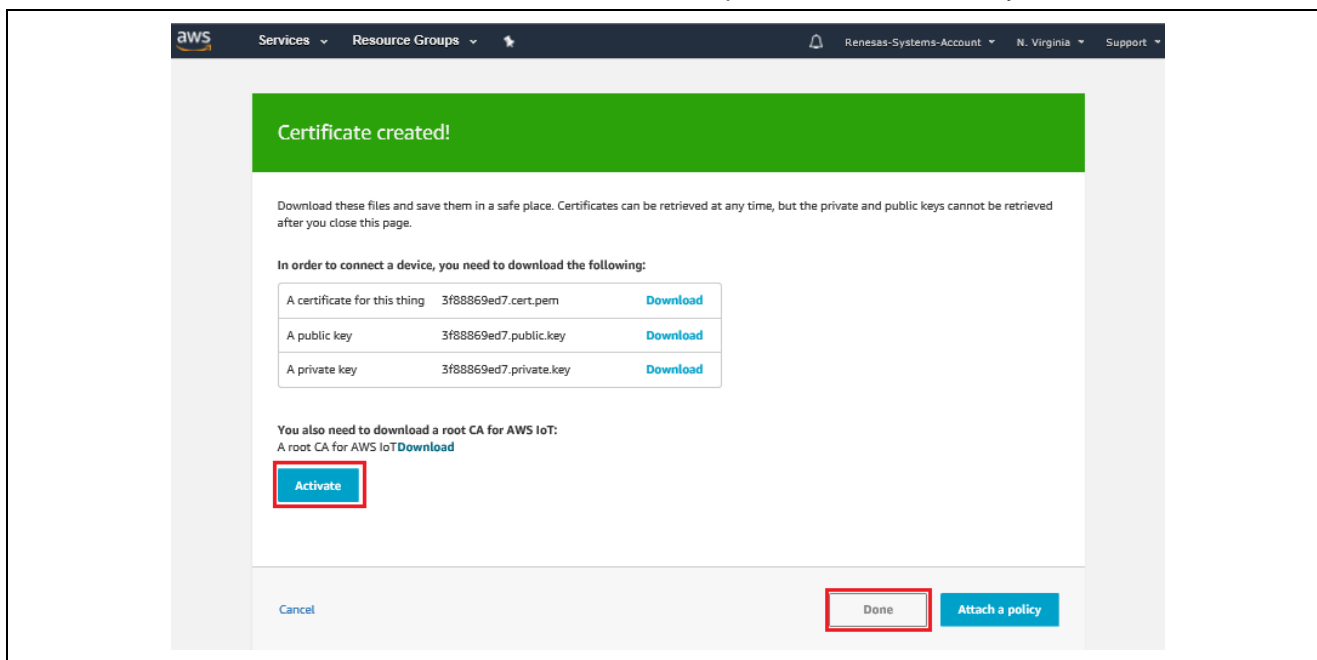 aws Services Resource Groups Renesas-Systems-Account N. Virginia Support
Certificate created!
Download these files and save them in a safe place. Certificates can be retrieved at any time, but the private and public keys cannot be retrieved
after you close this page.
In order to connect a device, you need to download the following:
A certificate for this thing 3f88869ed7.cert.pem Download
A public key 3f88869ed7.public.key Download
A private key 3f88869ed7.private.key Download
You also need to download a root CA for AWS IoT:
A root CA for AWS IoTDownload
Activate
Cancel Done Attach a policy